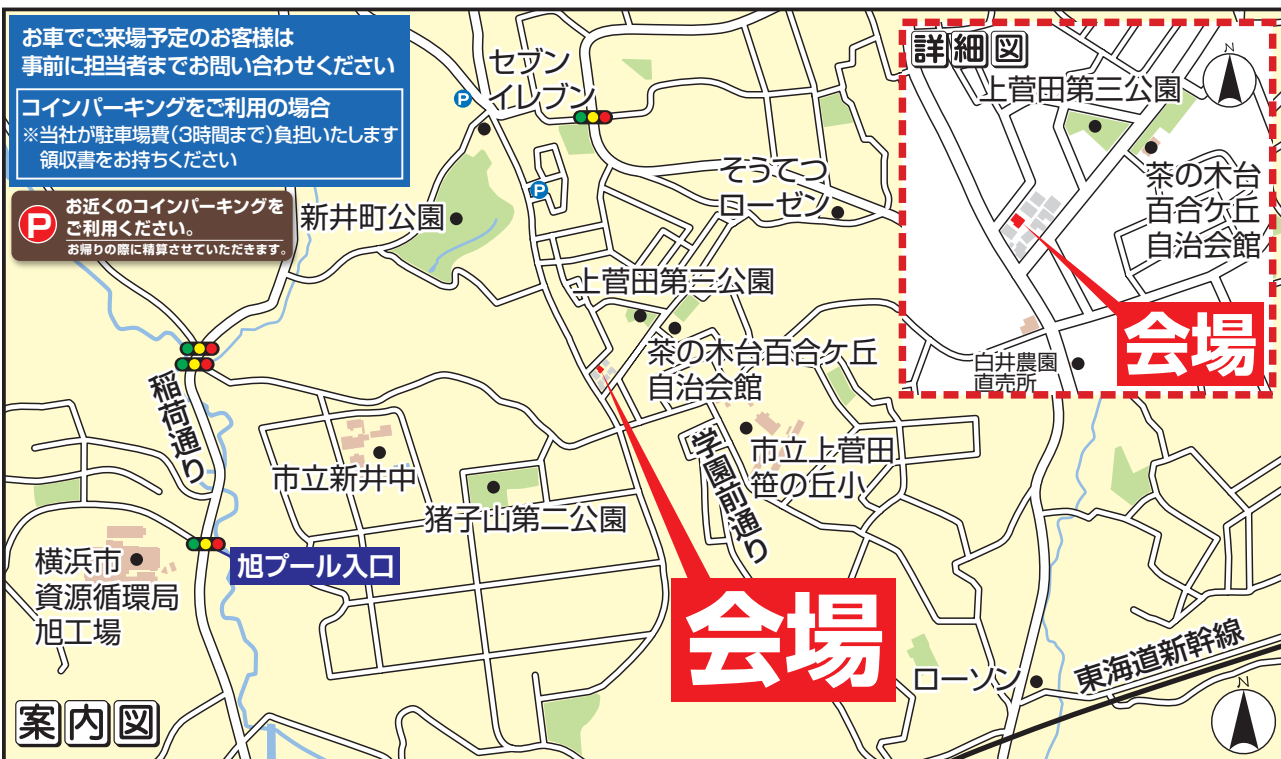 お車でご来場予定のお客様は
事前に担当者までお問い合わせください
コインパーキングをご利用の場合
※当社が駐車場費(3時間まで)負担いたします
領収書をお持ちください
P
お近くのコインパーキングを
ご利用ください。
お帰りの際に精算させていただきます。
セブン
イレブン
P
P
新井町公園
そうてつ
ローゼン
上菅田第三公園
茶の木台百合ケ丘
自治会館
稲荷通り
市立新井中
猪子山第二公園
学園前通り
市立上菅田
笹の丘小
横浜市
資源循環局
旭工場
旭プール入口
会場
ローソン
東海道新幹線
N
案内図
詳細図
N
上菅田第三公園
茶の木台
百合ケ丘
自治会館
会場
白井農園
直売所